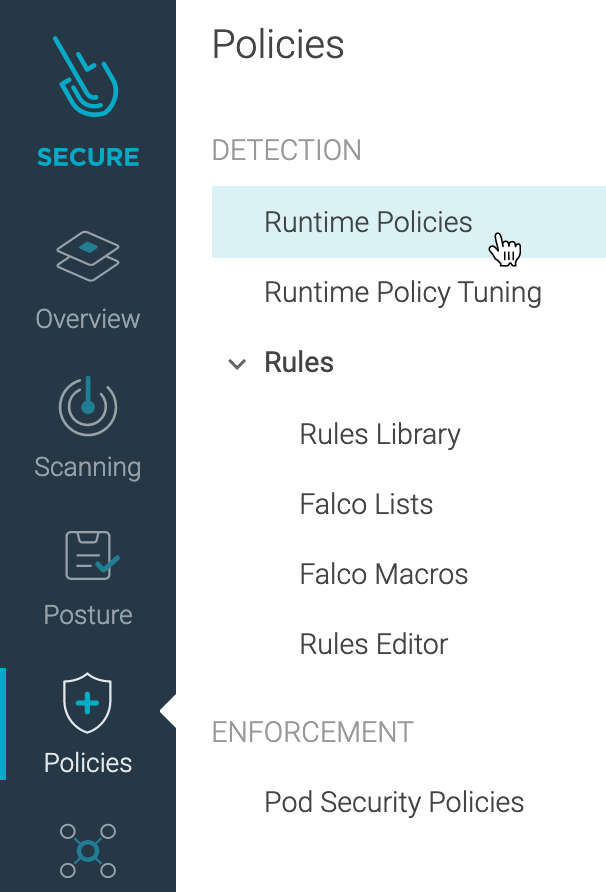 SECURE
Overview
Scanning
Posture
Policies
Policies
DETECTION
Runtime Policies
Runtime Policy Tuning
Rules
Rules Library
Falco Lists
Falco Macros
Rules Editor
ENFORCEMENT
Pod Security Policies